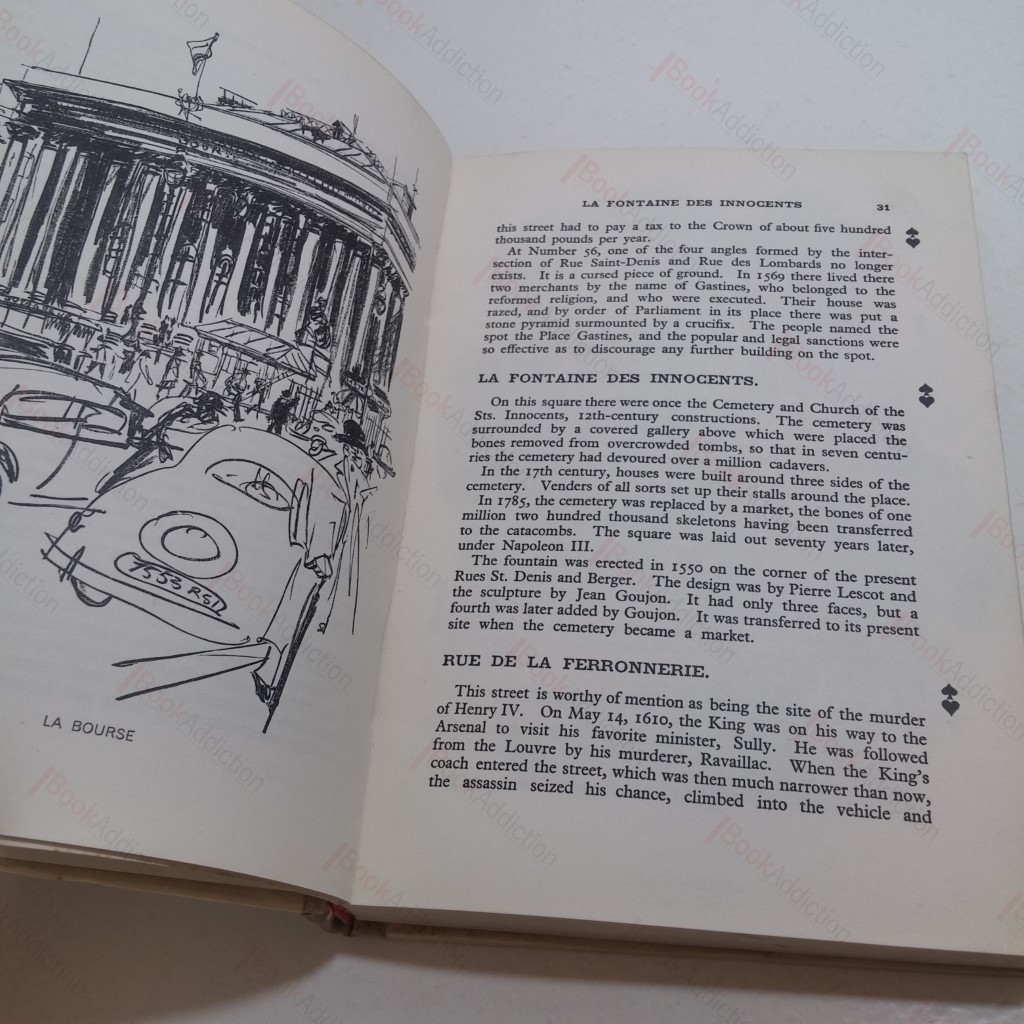 BOURSE
7553 RS
LA BOURSE
LA FONTAINE DES INNOCENTS 31
this street had to pay a tax to the Crown of about five hundred
thousand pounds per year.
At Number 56, one of the four angles formed by the inter-
section of Rue Saint-Denis and Rue des Lombards no longer
exists. It is a cursed piece of ground. In 1569 there lived there
two merchants by the name of Gastines, who belonged to the
reformed religion, and who were executed. Their house was
razed, and by order of Parliament in its place there was put a
stone pyramid surmounted by a crucifix. The people named the
spot the Place Gastines, and the popular and legal sanctions were
so effective as to discourage any further building on the spot.
LA FONTAINE DES INNOCENTS.
On this square there were once the Cemetery and Church of the
Sts. Innocents, 12th-century constructions. The cemetery was
surrounded by a covered gallery above which were placed the
bones removed from overcrowded tombs, so that in seven centu-
ries the cemetery had devoured over a million cadavers.
In the 17th century, houses were built around three sides of the
cemetery. Venders of all sorts set up their stalls around the place.
In 1785, the cemetery was replaced by a market, the bones of one
million two hundred thousand skeletons having been transferred
to the catacombs. The square was laid out seventy years later,
under Napoleon III.
The fountain was erected in 1550 on the corner of the present
Rues St. Denis and Berger. The design was by Pierre Lescot and
the sculpture by Jean Goujon. It had only three faces, but a
fourth was later added by Goujon. It was transferred to its present
site when the cemetery became a market.
RUE DE LA FERRONNERIE.
This street is worthy of mention as being the site of the murder
of Henry IV. On May 14, 1610, the King was on his way to the
Arsenal to visit his favorite minister, Sully. He was followed
from the Louvre by his murderer, Ravaillac. When the King's
coach entered the street, which was then much narrower than now,
the assassin seized his chance, climbed into the vehicle and
BookAddiction